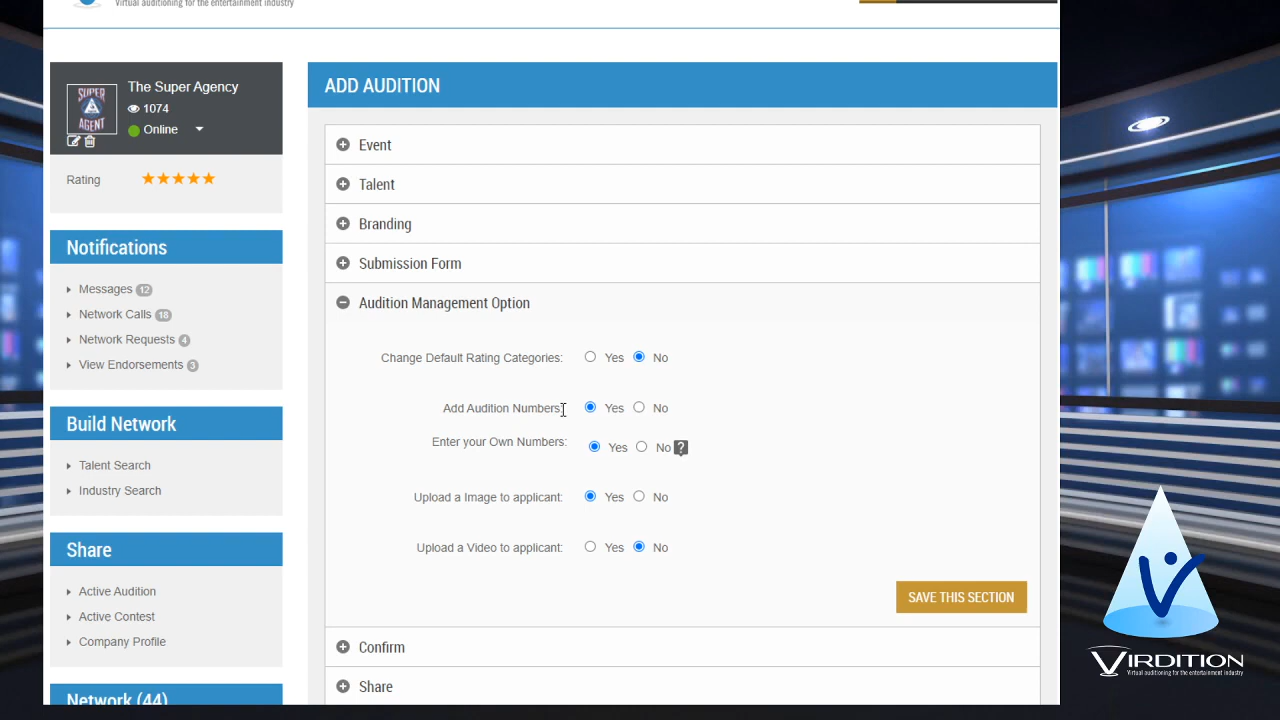 Virtual auditioning for the entertainment industry
The Super Agency
SUPER
AGENT
1074
Online
Rating
Notifications
Messages 12
Network Calls 18
Network Requests 4
View Endorsements 3
Build Network
Talent Search
Industry Search
Share
Active Audition
Active Contest
Company Profile
Network (44)
ADD AUDITION
Event
Talent
Branding
Submission Form
Audition Management Option
Change Default Rating Categories: Yes No
Add Audition Numbers: Yes No
Enter your Own Numbers: Yes No ?
Upload a Image to applicant: Yes No
Upload a Video to applicant: Yes No
SAVE THIS SECTION
Confirm
Share
VIRDITION
Virtual auditioning for the entertainment industry